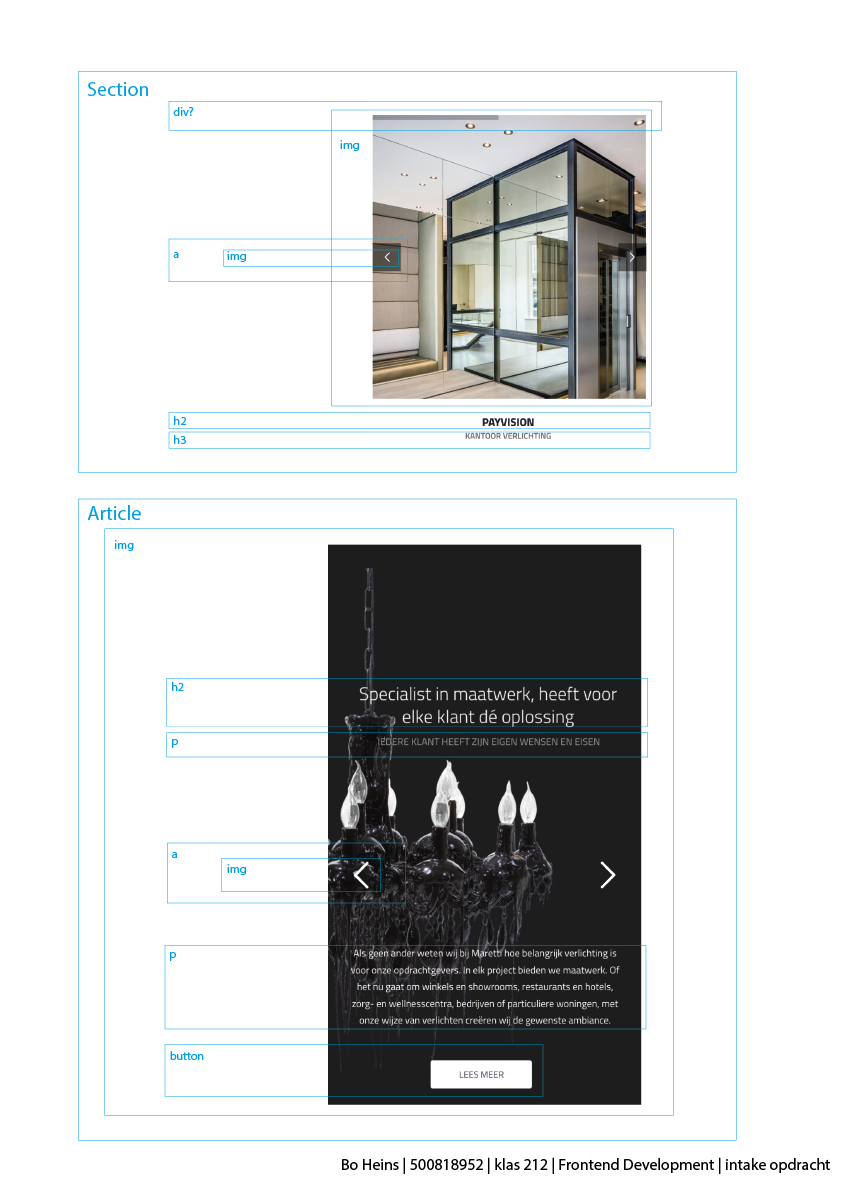 Section
div?
img
a
img
h2
PAYVISION
h3
KANTOOR VERLICHTING
Article
img
h2
Specialist in maatwerk, heeft voor
elke klant dé oplossing
p
IEDERE KLANT HEEFT ZIJN EIGEN WENSEN EN EISEN
a
img
p
Als geen ander weten wij bij Maretti hoe belangrijk verlichting is
voor onze opdrachtgevers. In elk project bieden we maatwerk. Of
het nu gaat om winkels en showrooms, restaurants en hotels,
zorg- en wellnesscentra, bedrijven of particuliere woningen, met
onze wijze van verlichten creëren wij de gewenste ambiance.
button
LEES MEER
Bo Heins | 500818952 | klas 212 | Frontend Development | intake opdracht